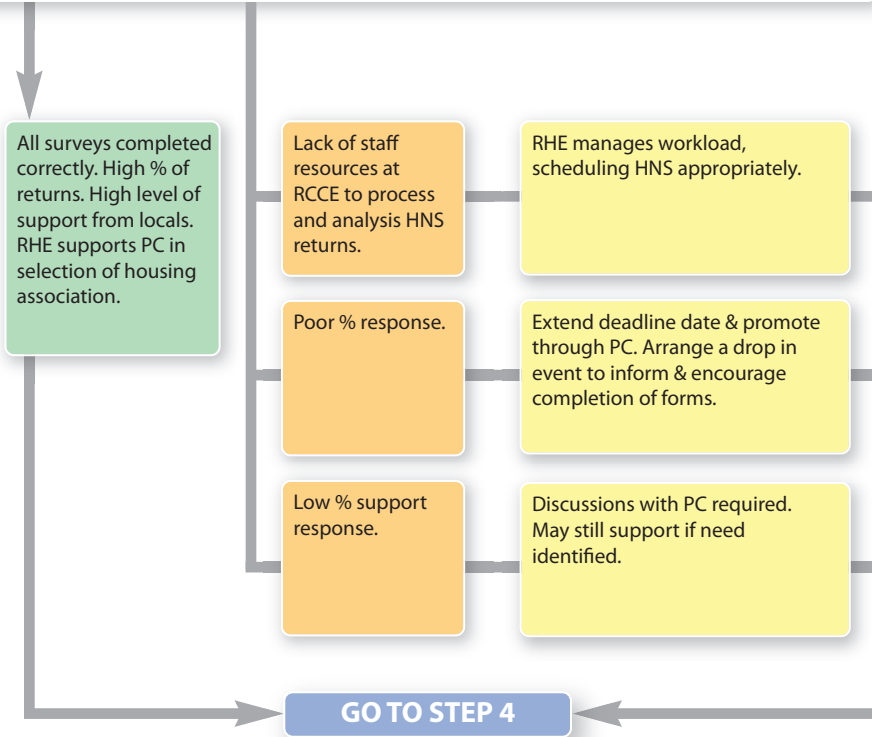 All surveys completed
correctly. High % of
returns. High level of
support from locals.
RHE supports PC in
selection of housing
association.
Lack of staff
resources at
RCCE to process
and analysis HNS
returns.
RHE manages workload,
scheduling HNS appropriately.
Poor % response.
Extend deadline date & promote
through PC. Arrange a drop in
event to inform & encourage
completion of forms.
Low % support
response.
Discussions with PC required.
May still support if need
identified.
GO TO STEP 4